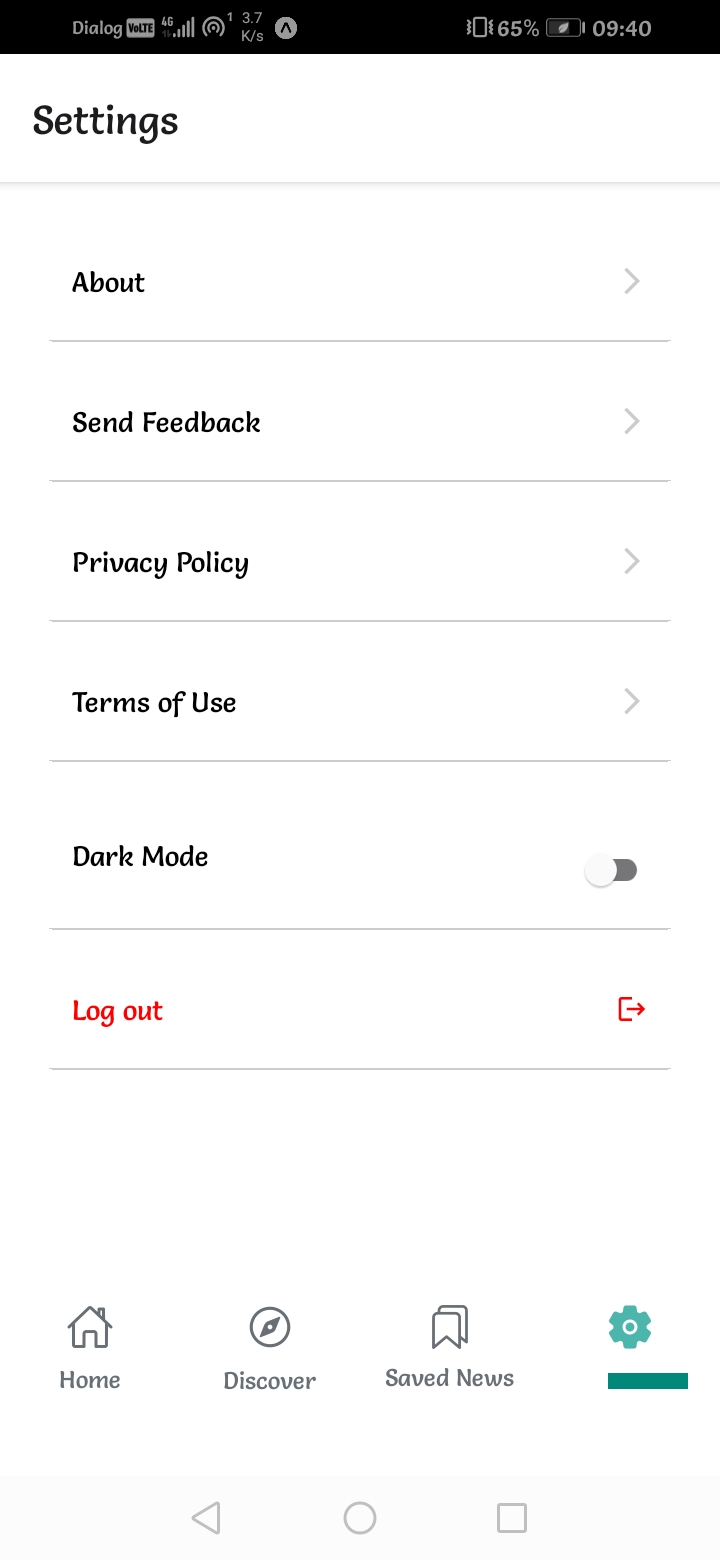 Dialog VoLTE 4G 1 3.7 K/s 65% 09:40
Settings
About
Send Feedback
Privacy Policy
Terms of Use
Dark Mode
Log out
Home Discover Saved News